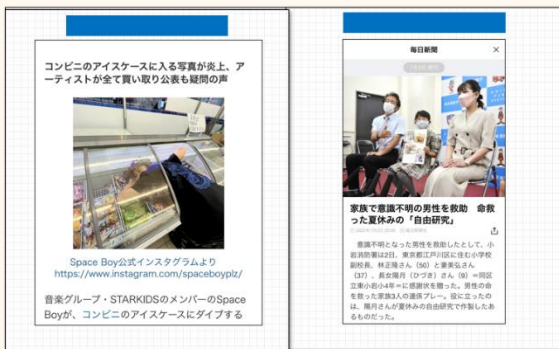 コンビニのアイスケースに入る写真が炎上、ア
ーティストが全て買い取り公表も疑問の声
Space Boy公式インスタグラムより
https://www.instagram.com/spaceboyplz/
音楽グループ・STARKIDSのメンバーのSpace
Boyが、コンビニのアイスケースにダイブする
毎日新聞
×
家族で意識不明の男性を救助 命救
った夏休みの「自由研究」
意識不明となった男性を救助したとして、小
岩消防署は2日、東京都江戸川区に住む小学校
副校長、林正隆さん（50）と妻美弘さん
（37）、長女陽月（ひづき）さん（9）＝同区
立東小岩小4年＝に感謝状を贈った。男性の命
を救った家族3人の連係プレー。役に立ったの
は、陽月さんが夏休みの自由研究で作製したあ
るものだった。